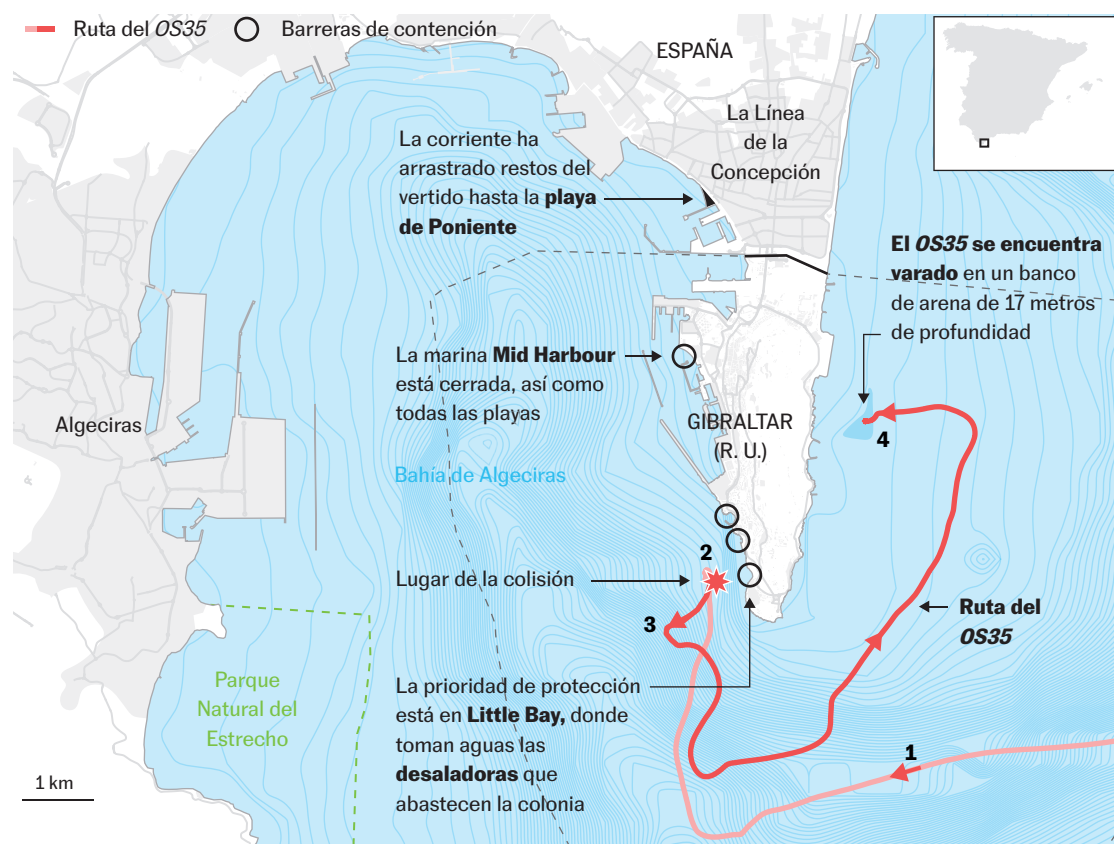 Ruta del OS35
Barreras de contención
ESPAÑA
La Línea
de la
Concepción
La corriente ha
arrastrado restos del
vertido hasta la playa
de Poniente
El OS35 se encuentra
varado en un banco
de arena de 17 metros
de profundidad
La marina Mid Harbour
está cerrada, así como
todas las playas
Algeciras
GIBRALTAR
(R. U.)
4
Bahía de Algeciras
2
Lugar de la colisión
3
Ruta del
OS35
Parque
Natural del
Estrecho
La prioridad de protección
está en Little Bay, donde
toman aguas las
desaladoras que
abastecen la colonia
1
1 km